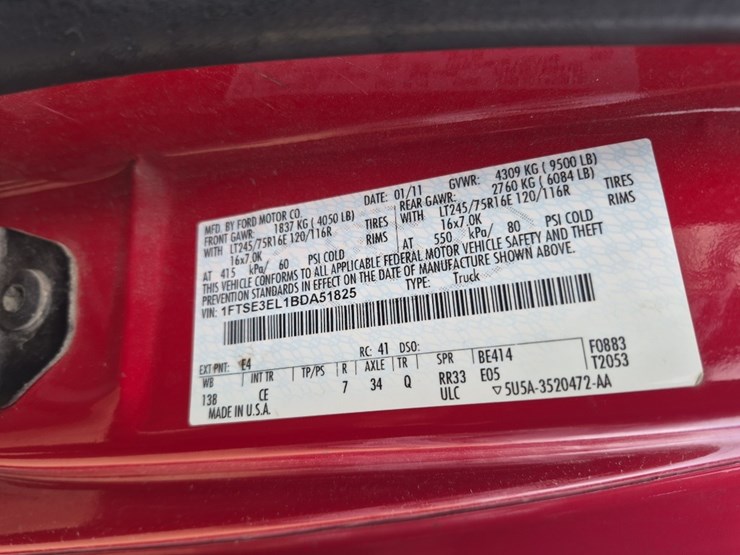 MFD. BY FORD MOTOR CO.
DATE: 01/11 GVWR: 4309 KG ( 9500 LB)
FRONT GAWR: 1837 KG ( 4050 LB) REAR GAWR: 2760 KG ( 6084 LB)
WITH LT245/75R16E 120/116R TIRES WITH LT245/75R16E 120/116R TIRES
16x7.0K RIMS 16x7.0K RIMS
AT 415 kPa/ 60 PSI COLD AT 550 kPa/ 80 PSI COLD
THIS VEHICLE CONFORMS TO ALL APPLICABLE FEDERAL MOTOR VEHICLE SAFETY AND THEFT
PREVENTION STANDARDS IN EFFECT ON THE DATE OF MANUFACTURE SHOWN ABOVE.
VIN: 1FTSE3EL1BDA51825 TYPE: Truck
EXT PNT: E4 RC: 41 DSO: F0883
WB INT TR TP/PS R AXLE TR SPR BE414 T2053
138 CE 7 34 Q RR33 E05
MADE IN U.S.A. ULC ▽5U5A-3520472-AA